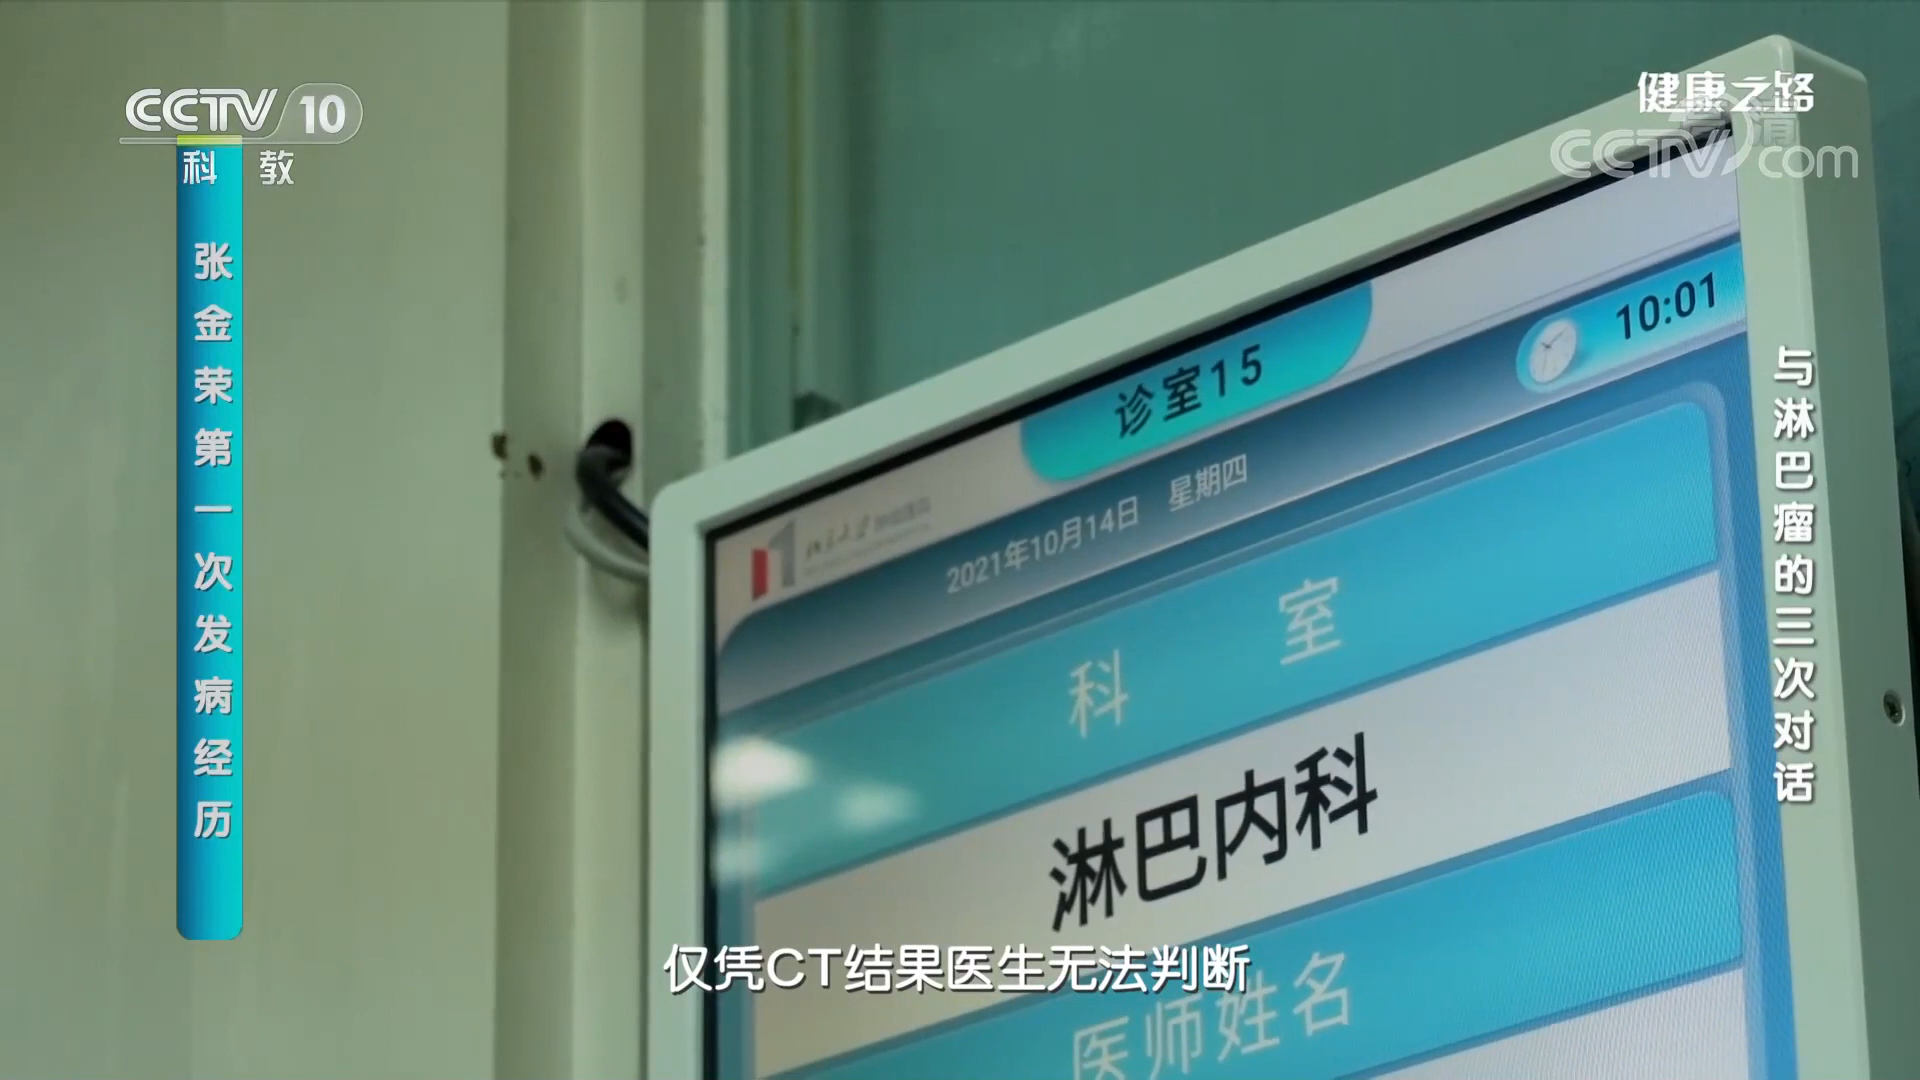 CCTV 10
科 教
健康之路
高清
CCTV com
张金荣第一次发病经历
与淋巴瘤的三次对话
诊室15
10:01
2021年10月14日 星期四
科 室
淋巴内科
医师姓名
仅凭CT结果医生无法判断